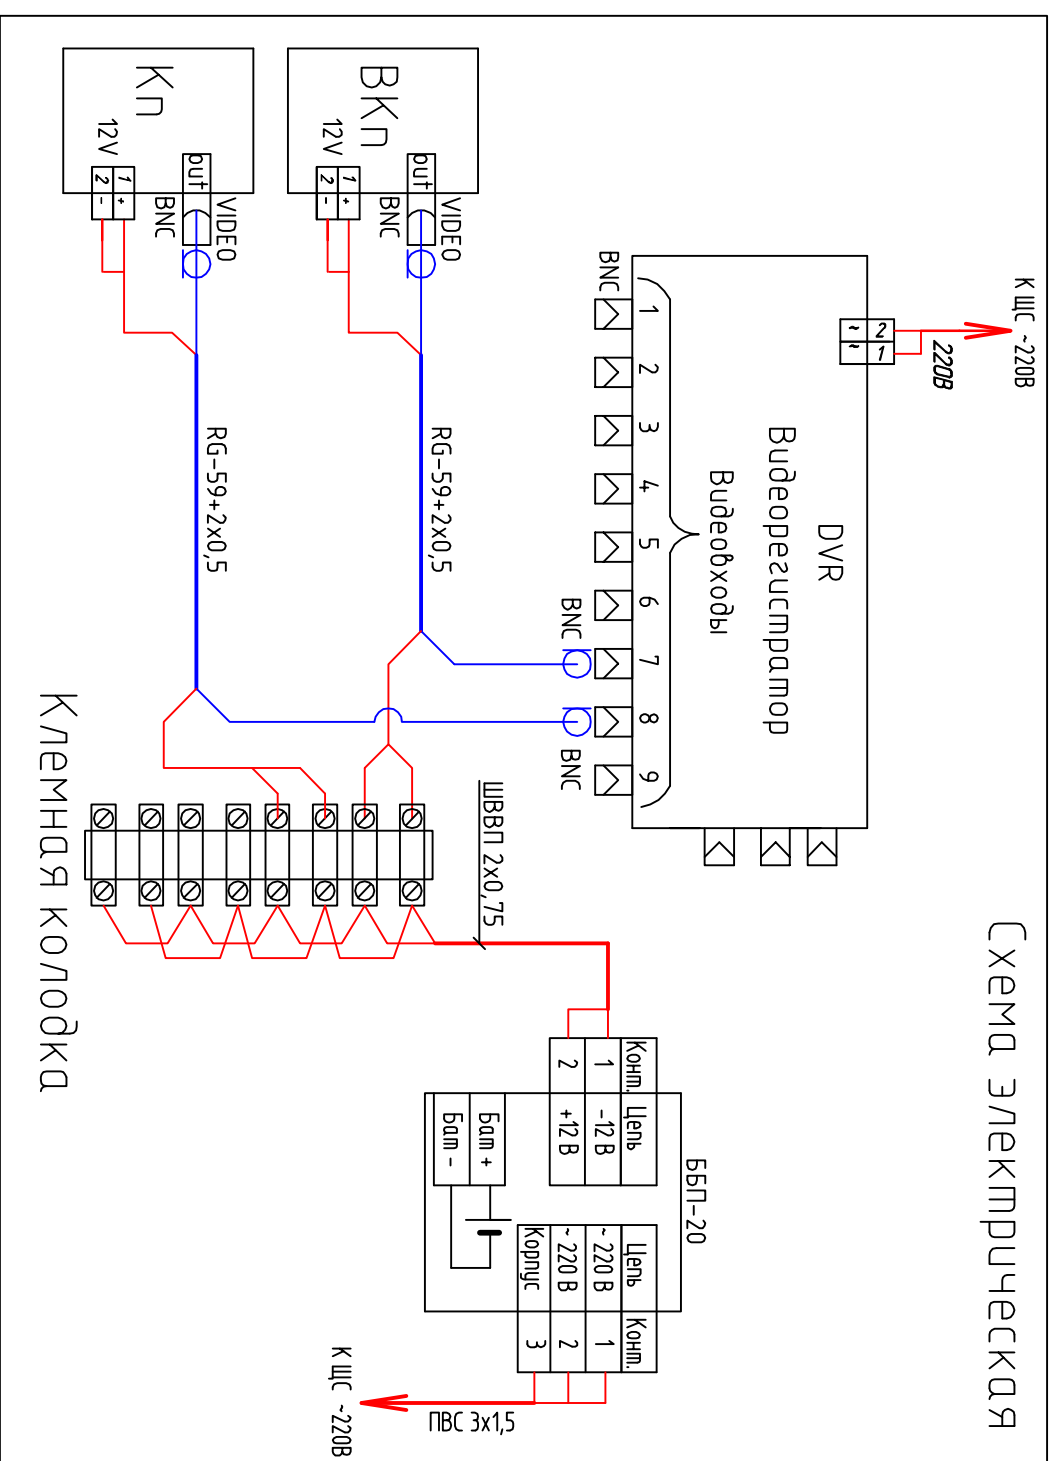 Схема электрическая
К ЩС ~220В
220В
2 ~
1 ~
DVR
Видеорегистратор
Видеовходы
BNC
1
2
3
4
5
6
7
8
9
BNC
BNC
ВКп
out
VIDEO
BNC
12V
1 +
2 -
RG-59+2x0,5
Кп
out
VIDEO
BNC
12V
1 +
2 -
RG-59+2x0,5
ШВВП 2x0,75
Клемная колодка
ББП-20
Конт. Цепь
1 -12 В
2 +12 В
Бат +
Бат -
Цепь Конт.
~ 220 В 1
~ 220 В 2
Корпус 3
ПВС 3x1,5
К ЩС ~220В